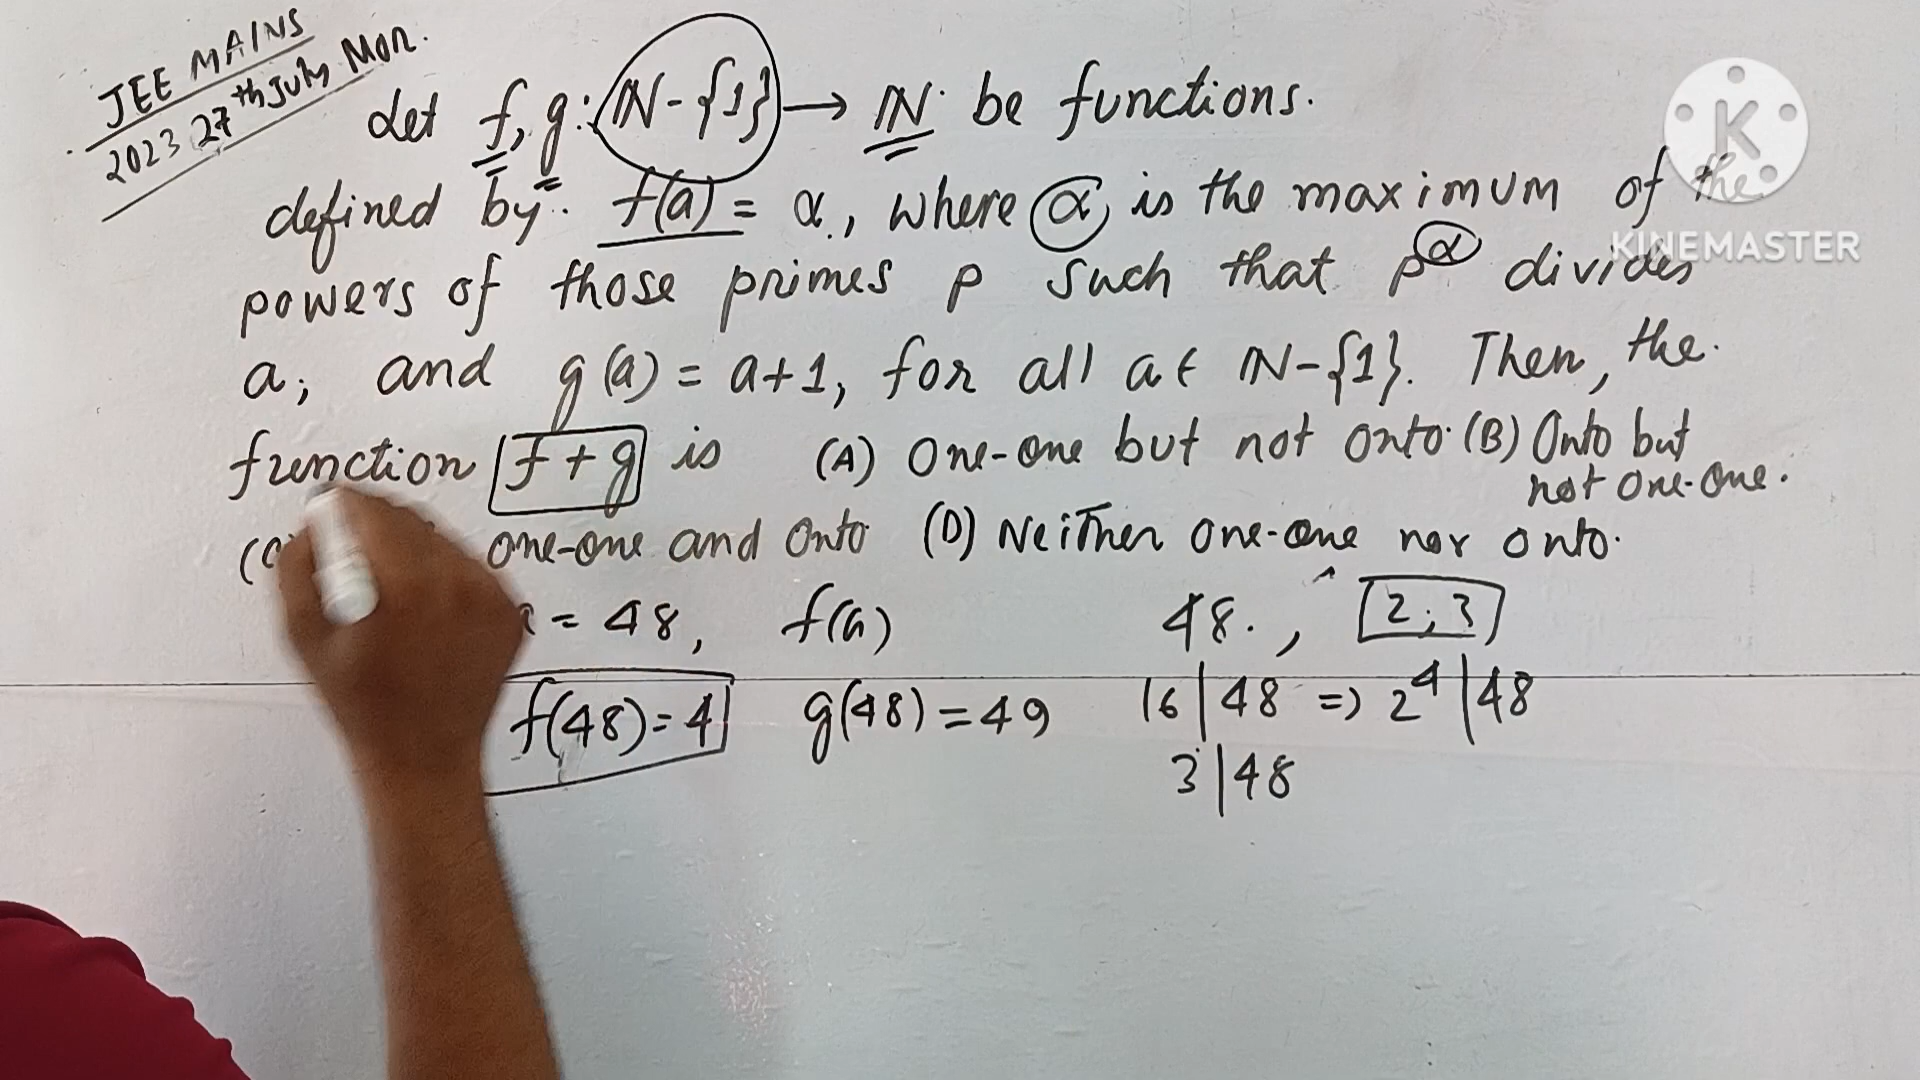 JEE MAINS
2023 27th July Mor.
Let f, g: N-{1} → N be functions.
defined by. f(a) = α, where α is the maximum of the
powers of those primes p such that p^α divides
a, and g(a) = a+1, for all a ∈ N-{1}. Then, the.
function f + g is (A) One-one but not onto (B) Onto but
not one-one.
one-one and onto (D) Neither one-one nor onto.
= 48, f(a) 48. , 2, 3
f(48)=4 g(48)=49 16|48 => 2^4|48
3|48
K
KINEMASTER